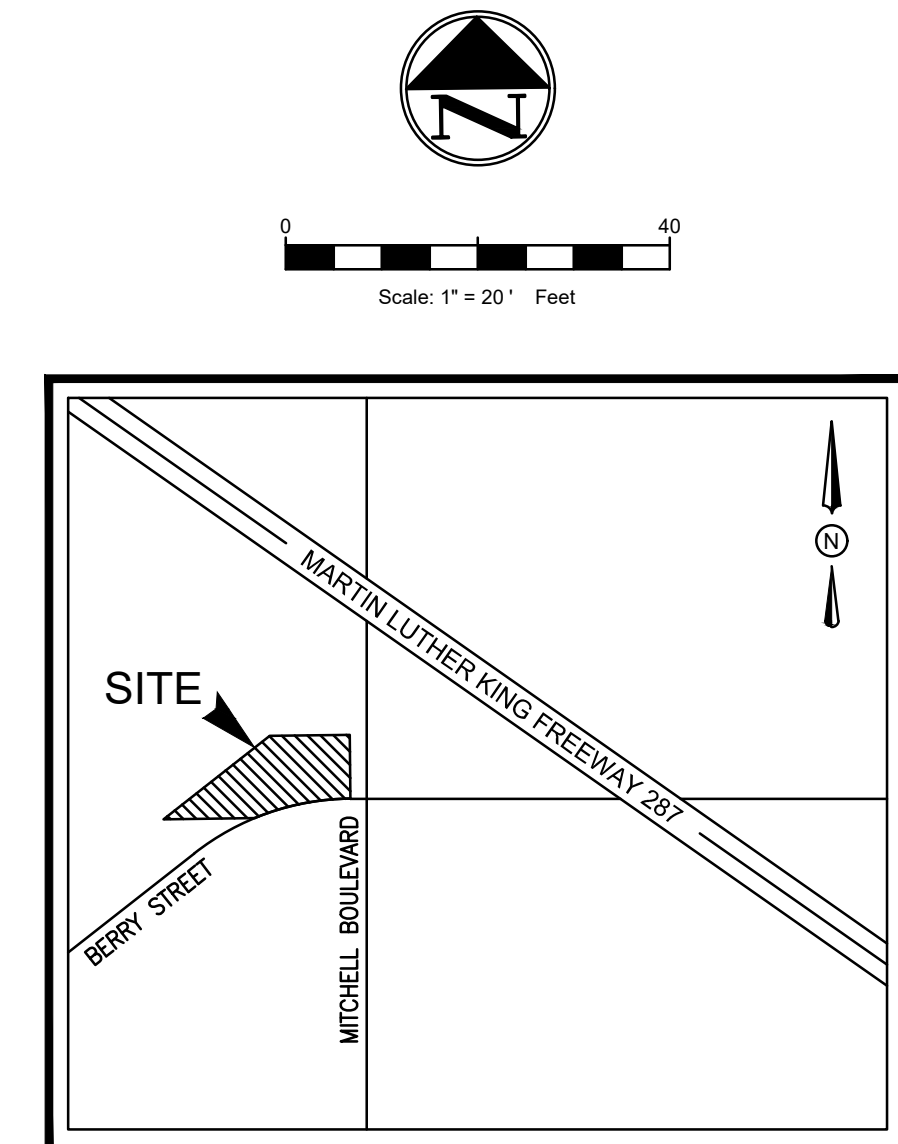 N
0 40
Scale: 1" = 20 ' Feet
N
MARTIN LUTHER KING FREEWAY 287
SITE
BERRY STREET
MITCHELL BOULEVARD